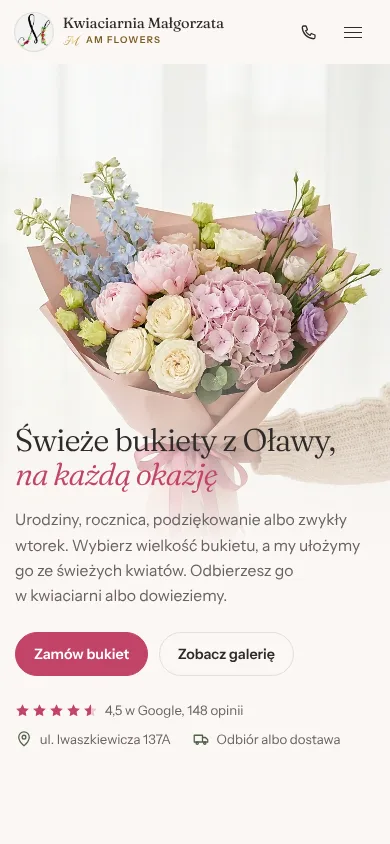 Kwiaciarnia Małgorzata
M AM FLOWERS
Świeże bukiety z Oławy,
na każdą okazję
Urodziny, rocznica, podziękowanie albo zwykły
wtorek. Wybierz wielkość bukietu, a my ułożymy
go ze świeżych kwiatów. Odbierzesz go
w kwiaciarni albo dowieziemy.
Zamów bukiet
Zobacz galerię
4,5 w Google, 148 opinii
ul. Iwaszkiewicza 137A
Odbiór albo dostawa